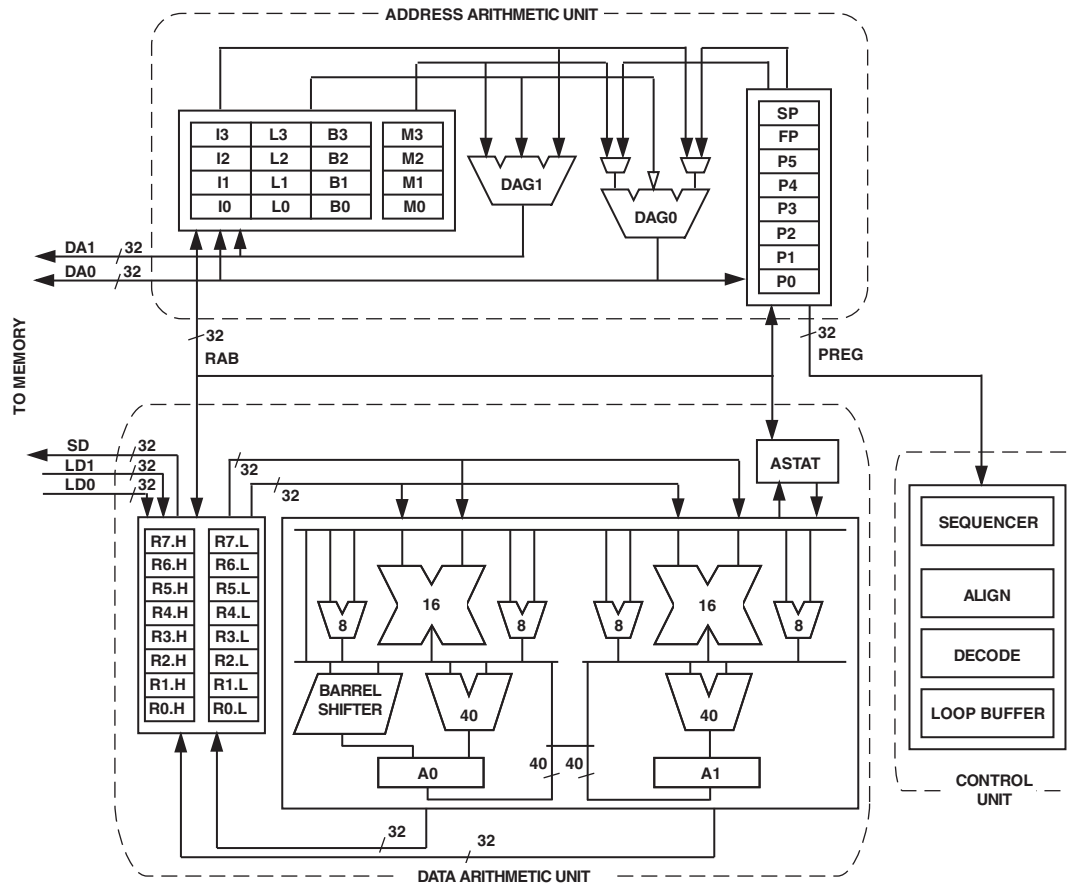 ADDRESS ARITHMETIC UNIT
I3 L3 B3 M3
I2 L2 B2 M2
I1 L1 B1 M1
I0 L0 B0 M0
DAG1
DAG0
SP
FP
P5
P4
P3
P2
P1
P0
DA1 32
DA0 32
TO MEMORY
32
RAB
32
PREG
SD 32
LD1 32
LD0 32
32
32
ASTAT
R7.H R7.L
R6.H R6.L
R5.H R5.L
R4.H R4.L
R3.H R3.L
R2.H R2.L
R1.H R1.L
R0.H R0.L
8 16 8 8 16 8
BARREL
SHIFTER
40
40
A0
40 40
A1
32
32
DATA ARITHMETIC UNIT
SEQUENCER
ALIGN
DECODE
LOOP BUFFER
CONTROL
UNIT